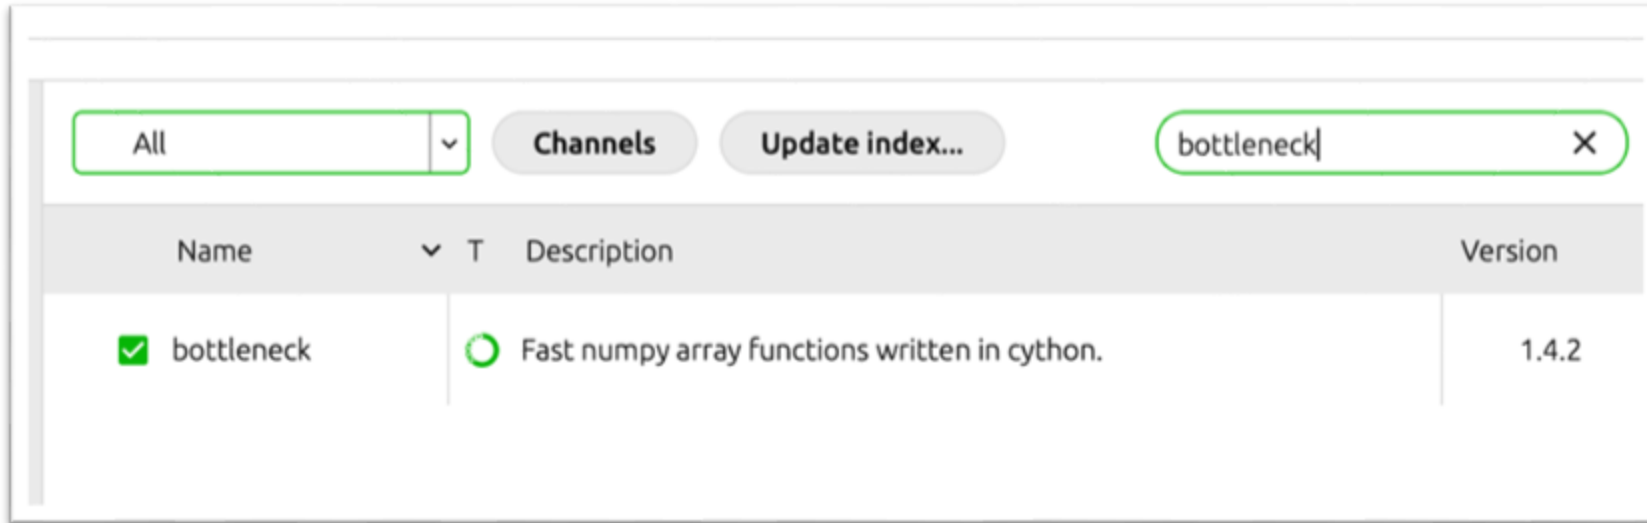 All Channels Update index... bottleneck
Name T Description Version
bottleneck Fast numpy array functions written in cython. 1.4.2